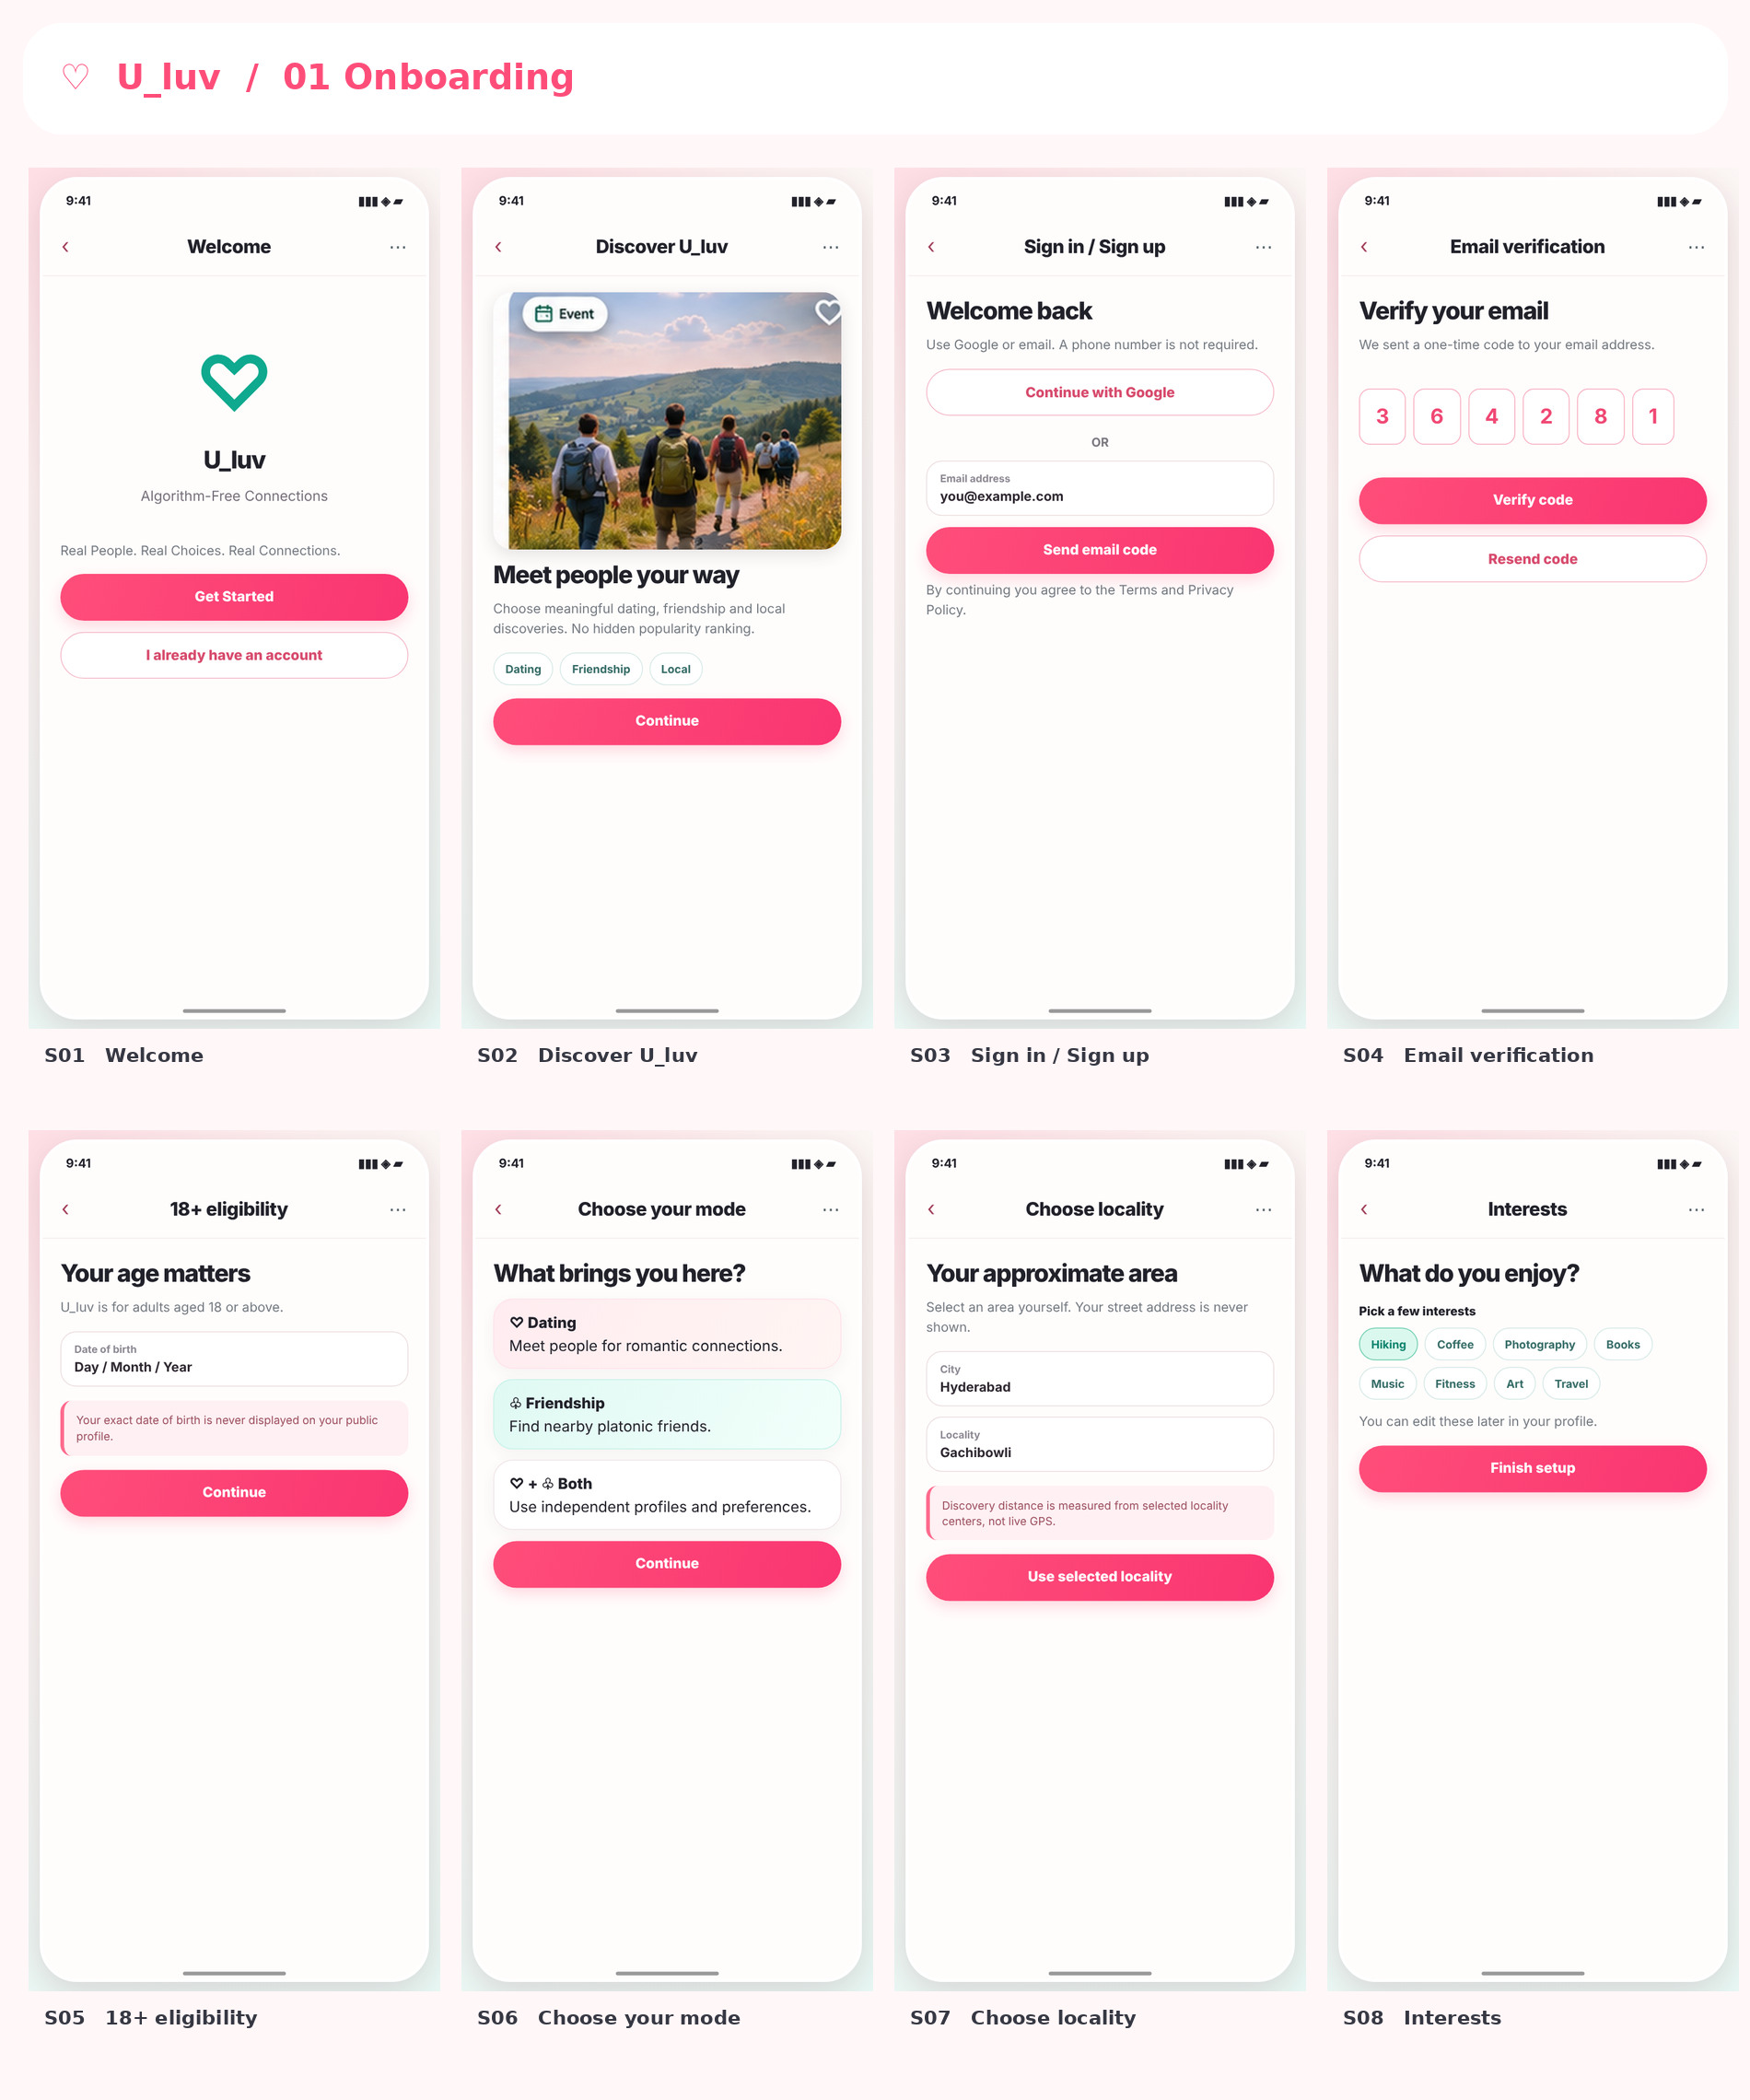 ♡ U_luv / 01 Onboarding
9:41
Welcome
U_luv
Algorithm-Free Connections
Real People. Real Choices. Real Connections.
Get Started
I already have an account
S01 Welcome
9:41
Discover U_luv
Event
Meet people your way
Choose meaningful dating, friendship and local
discoveries. No hidden popularity ranking.
Dating Friendship Local
Continue
S02 Discover U_luv
9:41
Sign in / Sign up
Welcome back
Use Google or email. A phone number is not required.
Continue with Google
OR
Email address
you@example.com
Send email code
By continuing you agree to the Terms and Privacy
Policy.
S03 Sign in / Sign up
9:41
Email verification
Verify your email
We sent a one-time code to your email address.
3 6 4 2 8 1
Verify code
Resend code
S04 Email verification
9:41
18+ eligibility
Your age matters
U_luv is for adults aged 18 or above.
Date of birth
Day / Month / Year
Your exact date of birth is never displayed on your public
profile.
Continue
S05 18+ eligibility
9:41
Choose your mode
What brings you here?
♡ Dating
Meet people for romantic connections.
♧ Friendship
Find nearby platonic friends.
♡ + ♧ Both
Use independent profiles and preferences.
Continue
S06 Choose your mode
9:41
Choose locality
Your approximate area
Select an area yourself. Your street address is never
shown.
City
Hyderabad
Locality
Gachibowli
Discovery distance is measured from selected locality
centers, not live GPS.
Use selected locality
S07 Choose locality
9:41
Interests
What do you enjoy?
Pick a few interests
Hiking Coffee Photography Books
Music Fitness Art Travel
You can edit these later in your profile.
Finish setup
S08 Interests